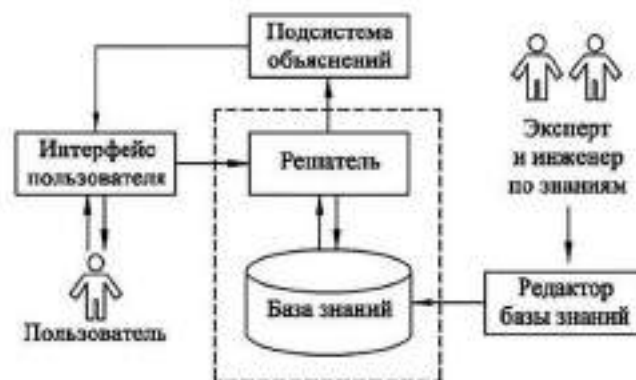 Подсистема
объяснений
Интерфейс
пользователя
Решатель
Эксперт
и инженер
по знаниям
База знаний
Редактор
базы знаний
Пользователь